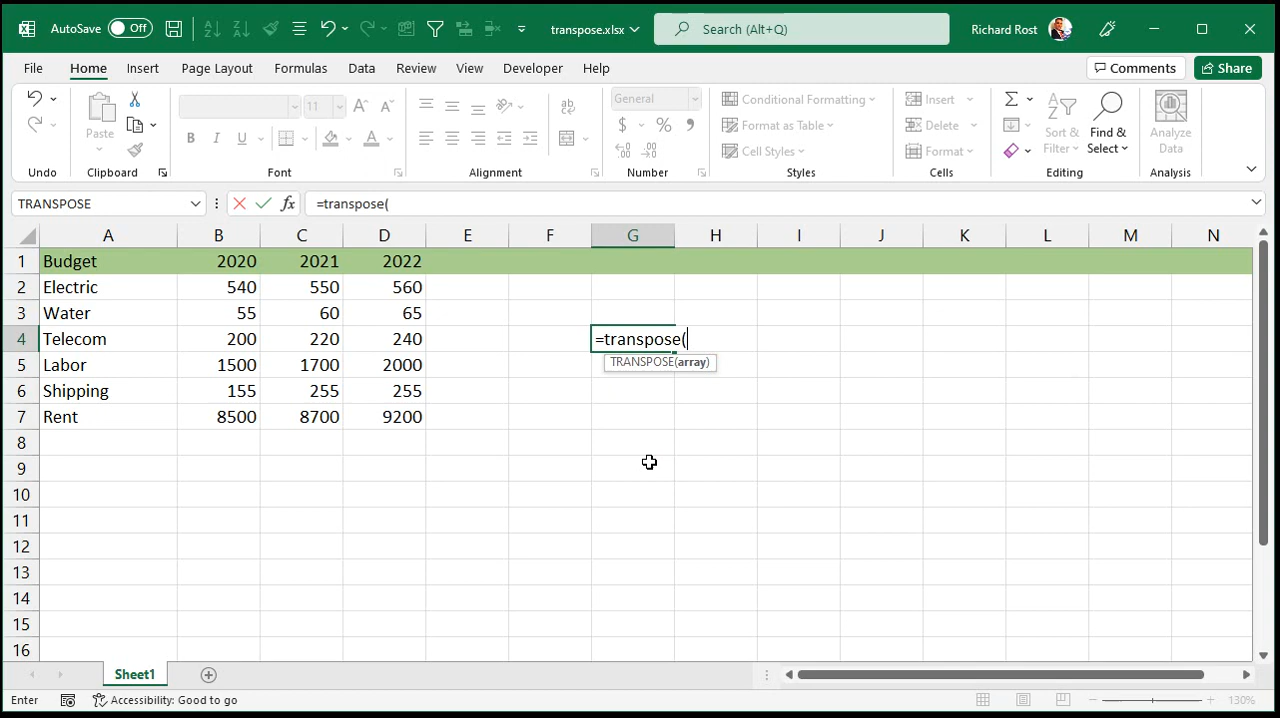 AutoSave Off transpose.xlsx Search (Alt+Q) Richard Rost
File Home Insert Page Layout Formulas Data Review View Developer Help Comments Share
Paste 11 General $ % Conditional Formatting Format as Table Cell Styles Insert Delete Format Sort & Filter Find & Select Analyze Data
Undo Clipboard Font Alignment Number Styles Cells Editing Analysis
TRANSPOSE fx =transpose(
A B C D E F G H I J K L M N
1 Budget 2020 2021 2022
2 Electric 540 550 560
3 Water 55 60 65
4 Telecom 200 220 240 =transpose(
TRANSPOSE(array)
5 Labor 1500 1700 2000
6 Shipping 155 255 255
7 Rent 8500 8700 9200
8
9
10
11
12
13
14
15
16
Sheet1
Enter Accessibility: Good to go 130%